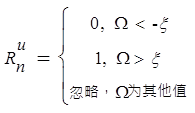 0, Ω < -ξ
R_n^u = 1, Ω > ξ
忽略，Ω为其他值